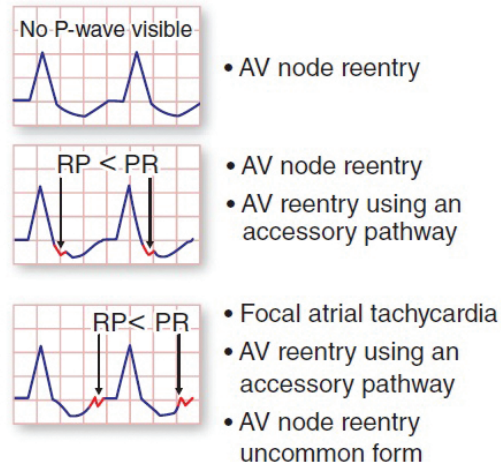 No P-wave visible
• AV node reentry
RP < PR
• AV node reentry
• AV reentry using an
accessory pathway
RP< PR
• Focal atrial tachycardia
• AV reentry using an
accessory pathway
• AV node reentry
uncommon form